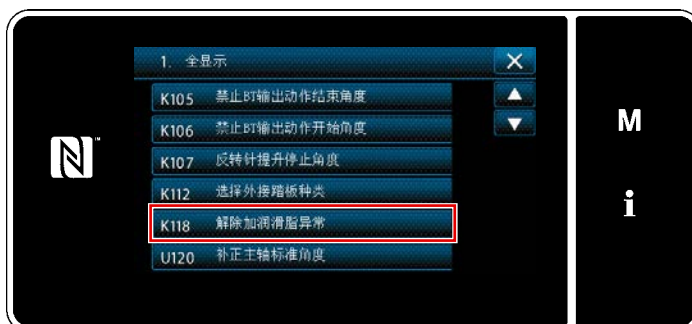 1. 全显示
K105 禁止BT输出动作结束角度
K106 禁止BT输出动作开始角度
K107 反转针提升停止角度
K112 选择外接踏板种类
K118 解除加润滑脂异常
U120 补正主轴标准角度
M
i